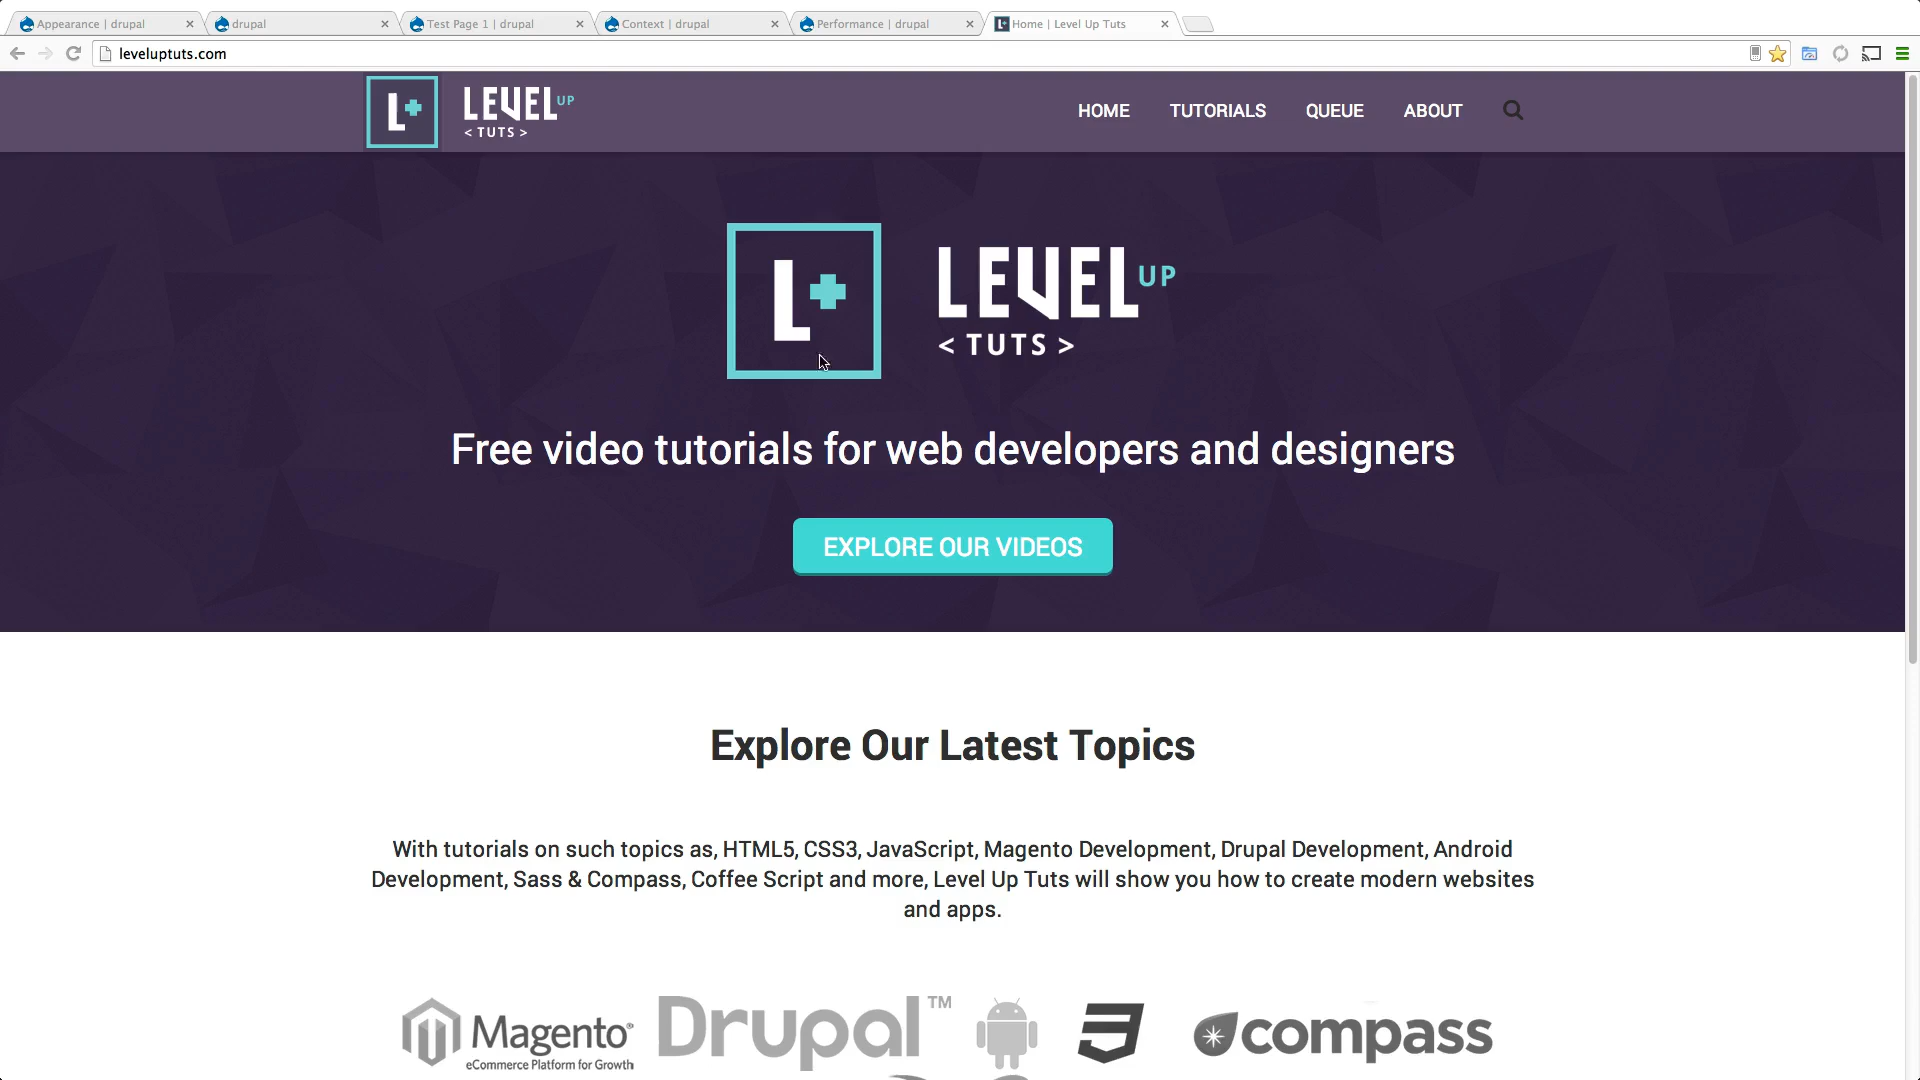 Appearance | drupal
drupal
Test Page 1 | drupal
Context | drupal
Performance | drupal
Home | Level Up Tuts
leveluptuts.com
L
LEVEL UP
< TUTS >
HOME
TUTORIALS
QUEUE
ABOUT
L
LEVEL UP
< TUTS >
Free video tutorials for web developers and designers
EXPLORE OUR VIDEOS
Explore Our Latest Topics
With tutorials on such topics as, HTML5, CSS3, JavaScript, Magento Development, Drupal Development, Android
Development, Sass & Compass, Coffee Script and more, Level Up Tuts will show you how to create modern websites
and apps.
Magento®
eCommerce Platform for Growth
Drupal™
3
compass